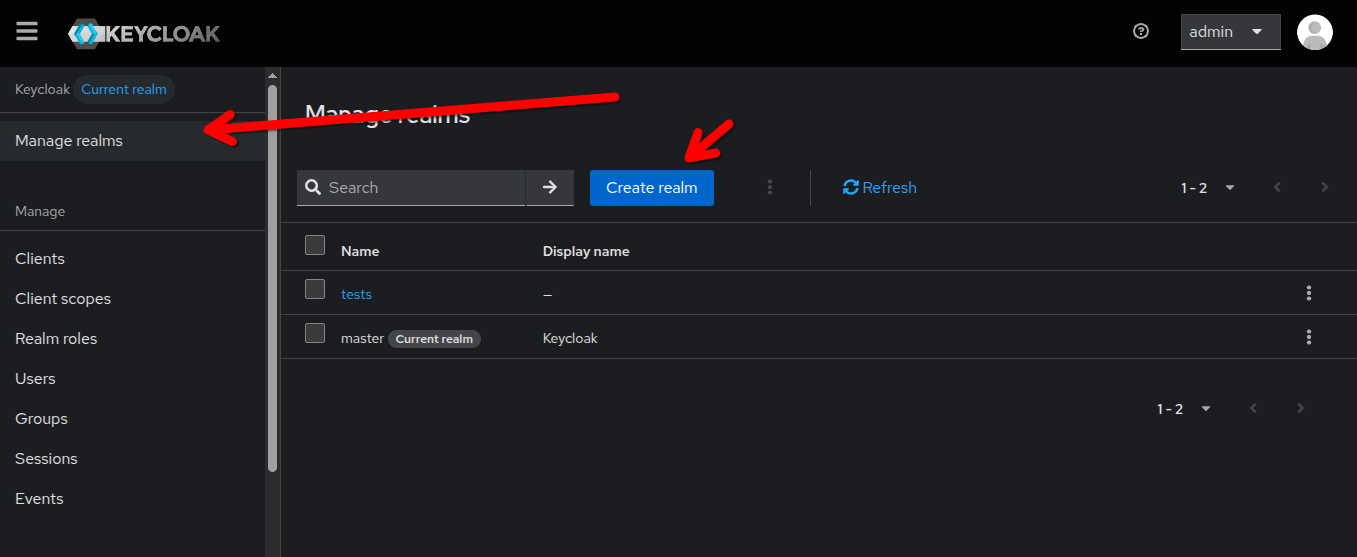 KEYCLOAK
admin
Keycloak Current realm
Manage realms
Manage
Clients
Client scopes
Realm roles
Users
Groups
Sessions
Events
Manage realms
Search
Create realm
Refresh
1 - 2
Name Display name
tests –
master Current realm Keycloak
1 - 2